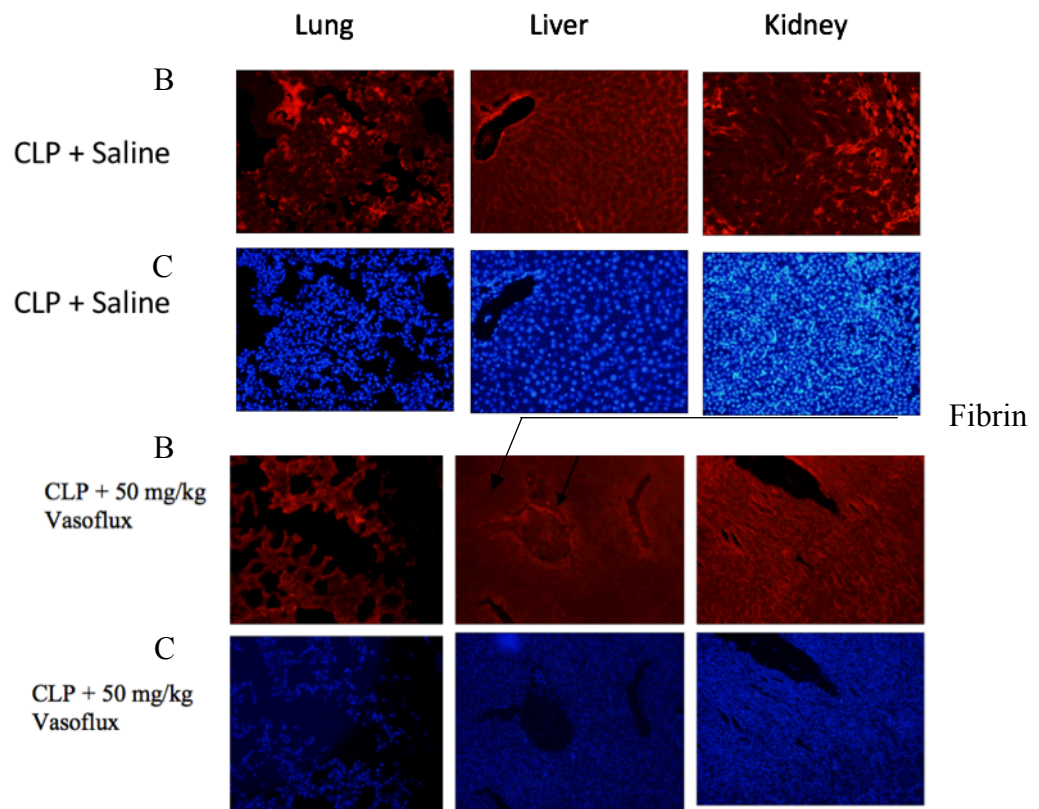 Lung Liver Kidney
B
CLP + Saline
C
CLP + Saline
Fibrin
B
CLP + 50 mg/kg
Vasoflux
C
CLP + 50 mg/kg
Vasoflux